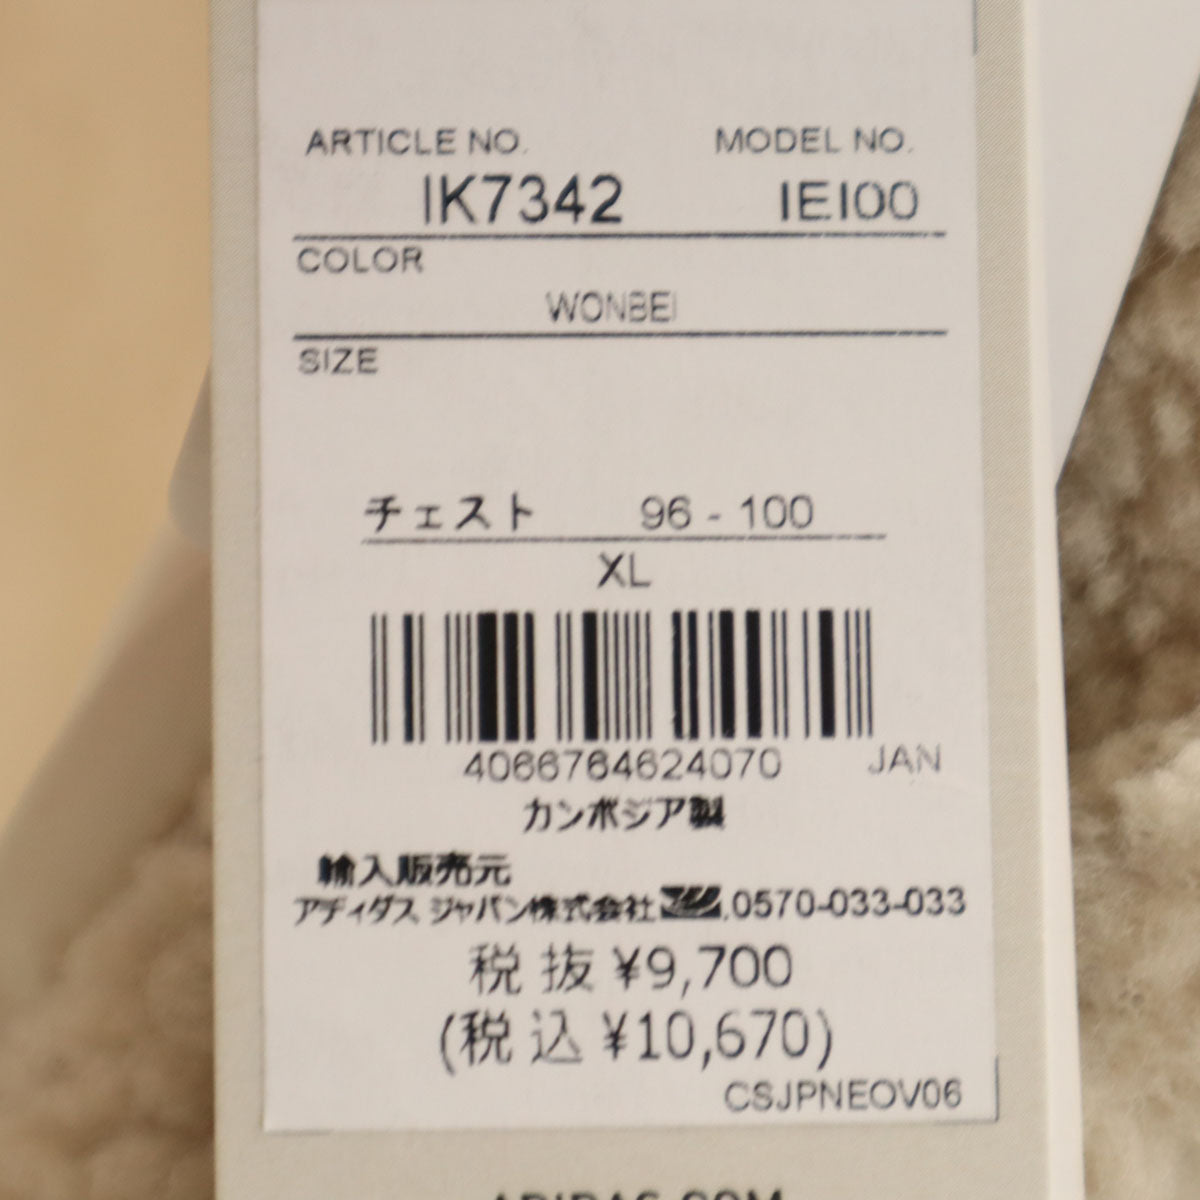 ARTICLE NO. MODEL NO.
IK7342 IEI00
COLOR
WONBEI
SIZE
チェスト 96 - 100
XL
4066764624070 JAN
カンボジア製
輸入販売元
アディダス ジャパン株式会社 0570-033-033
税 抜 ¥9,700
(税 込 ¥10,670)
CSJPNEOV06
ADIDAS.COM